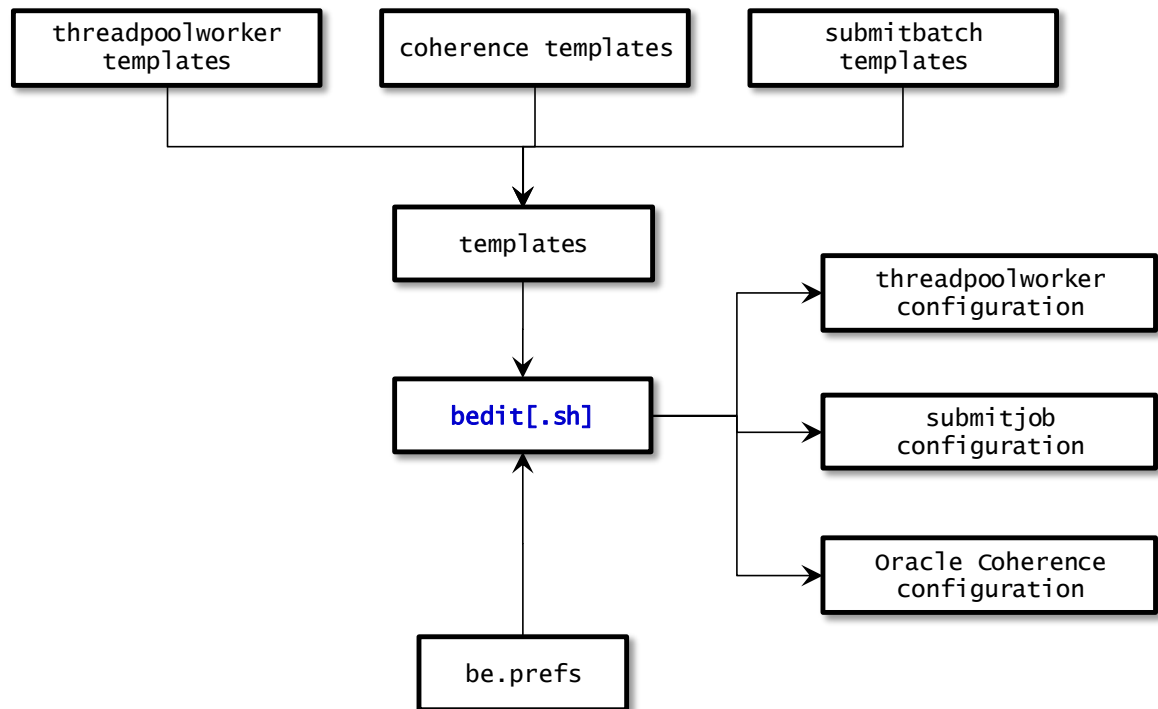 threadpoolworker
templates
coherence templates
submitbatch
templates
templates
threadpoolworker
configuration
bedit[.sh]
submitjob
configuration
Oracle Coherence
configuration
be.prefs